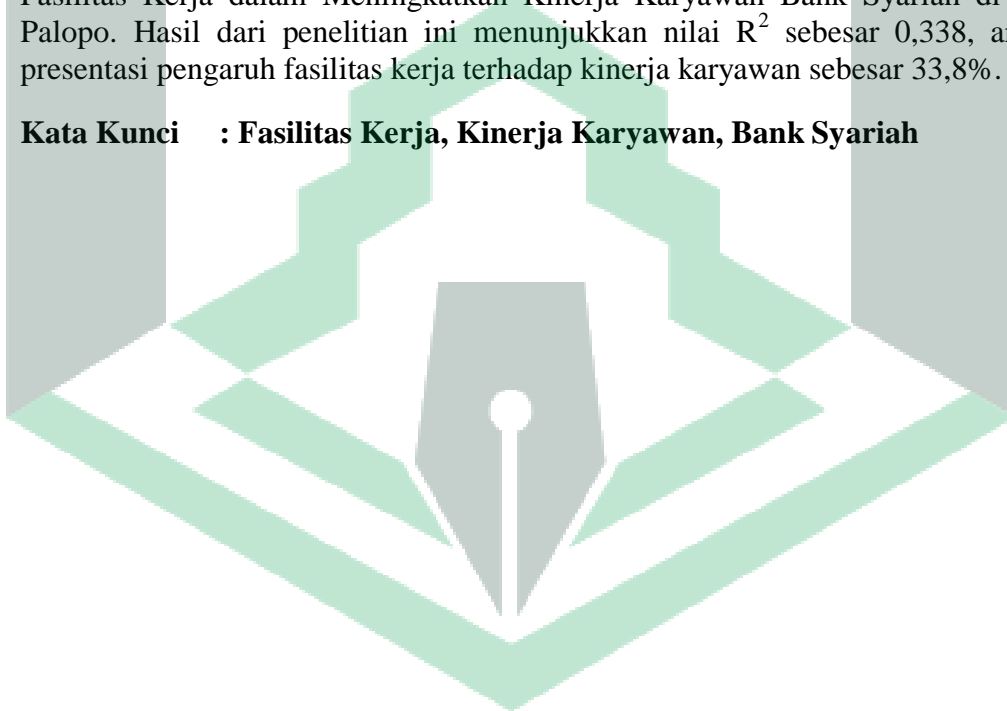 Fasilitas Kerja dalam Meningkatkan Kinerja Karyawan Bank Syariah di
Palopo. Hasil dari penelitian ini menunjukkan nilai R² sebesar 0,338,
presentasi pengaruh fasilitas kerja terhadap kinerja karyawan sebesar 33,8%.
Kata Kunci : Fasilitas Kerja, Kinerja Karyawan, Bank Syariah